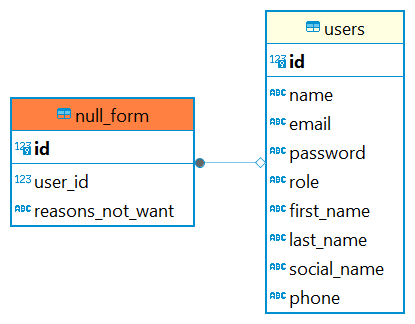 users
id
name
email
password
role
first_name
last_name
social_name
phone
null_form
id
user_id
reasons_not_want
123
ABC
ABC
ABC
ABC
ABC
ABC
ABC
ABC
123
123
ABC